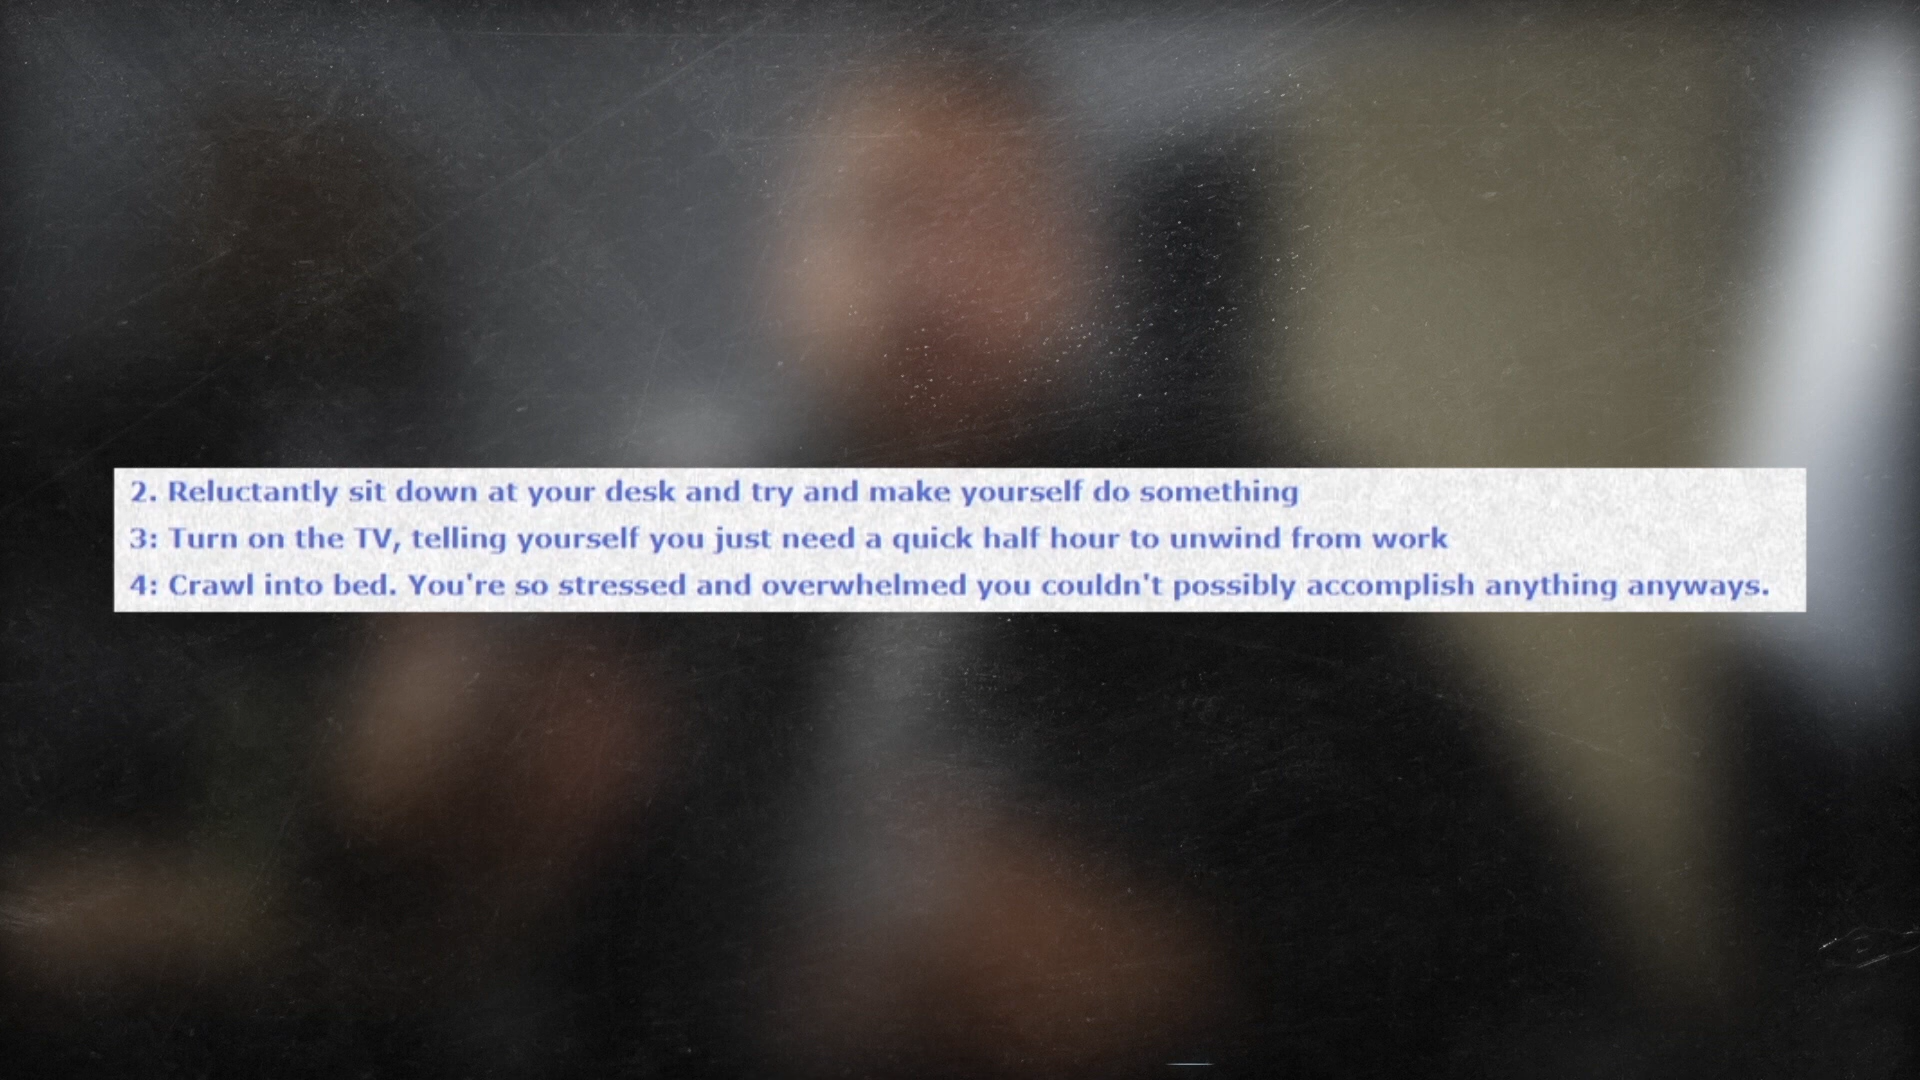 2. Reluctantly sit down at your desk and try and make yourself do something
3: Turn on the TV, telling yourself you just need a quick half hour to unwind from work
4: Crawl into bed. You're so stressed and overwhelmed you couldn't possibly accomplish anything anyways.